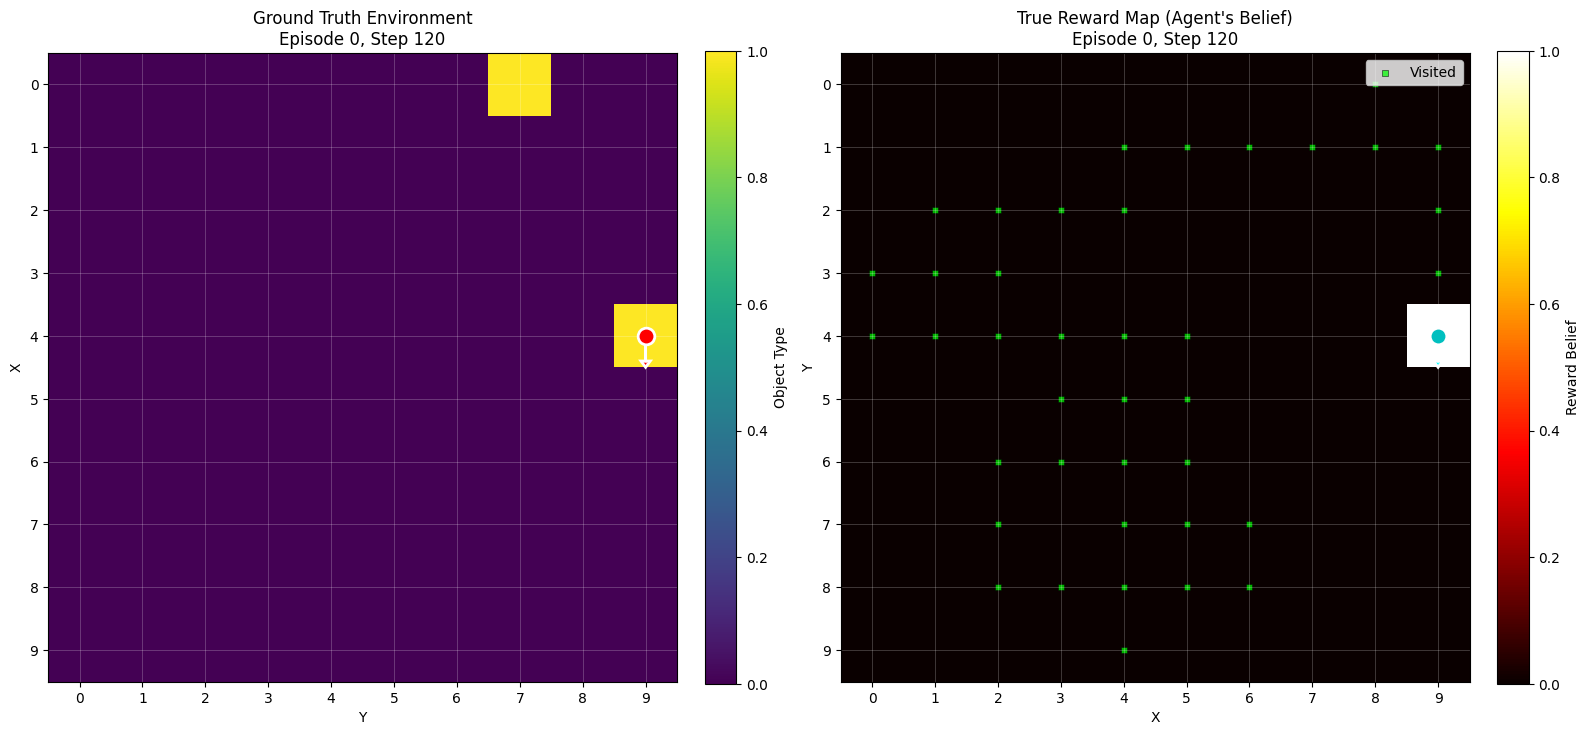 Ground Truth Environment
Episode 0, Step 120
0
1
2
3
4
5
6
7
8
9
X
0 1 2 3 4 5 6 7 8 9
Y
1.0
0.8
0.6
0.4
0.2
0.0
Object Type
True Reward Map (Agent's Belief)
Episode 0, Step 120
Visited
0
1
2
3
4
5
6
7
8
9
Y
0 1 2 3 4 5 6 7 8 9
X
1.0
0.8
0.6
0.4
0.2
0.0
Reward Belief